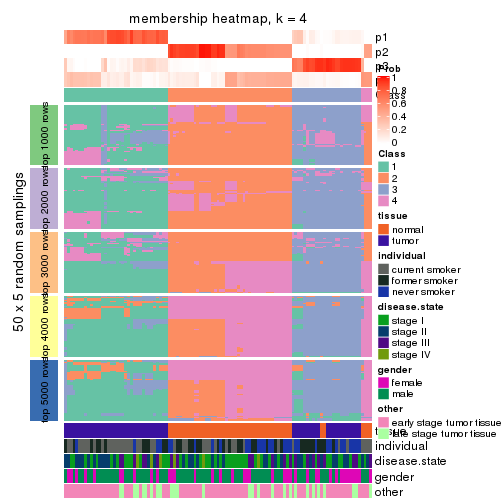 membership heatmap, k = 4
p1
p2
p3
Prob
1
0.8
0.6
0.4
0.2
0
Class
Class
1
2
3
4
tissue
normal
tumor
individual
current smoker
former smoker
never smoker
disease.state
stage I
stage II
stage III
stage IV
gender
female
male
other
early stage tumor tissue
late stage tumor tissue
tissue
individual
disease.state
gender
other
50 x 5 random samplings
top 1000 rows
top 2000 rows
top 3000 rows
top 4000 rows
top 5000 rows